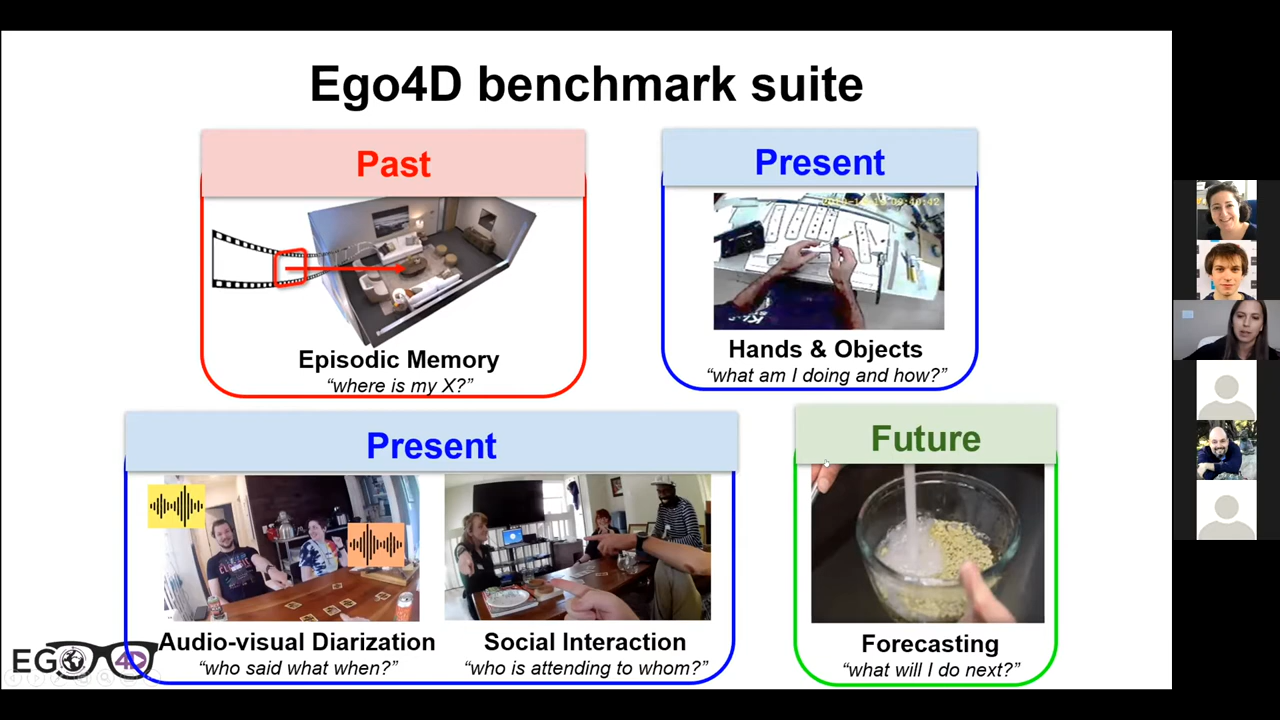 Ego4D benchmark suite
Past
Episodic Memory
“where is my X?”
Present
Hands & Objects
“what am I doing and how?”
Present
Audio-visual Diarization
“who said what when?”
Social Interaction
“who is attending to whom?”
Future
Forecasting
“what will I do next?”
EGO4D